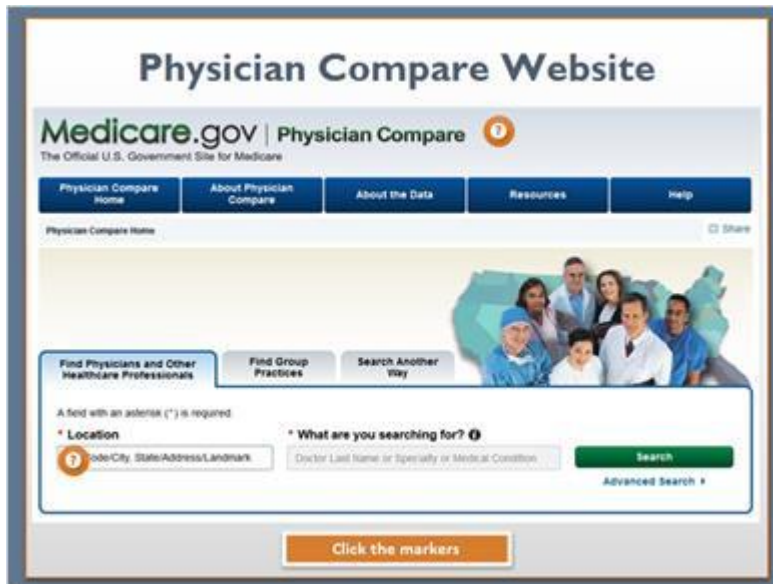 Physician Compare Website
Medicare.gov | Physician Compare ?
The Official U.S. Government Site for Medicare
Physician Compare Home
About Physician Compare
About the Data
Resources
Help
Physician Compare Home
Share
Find Physicians and Other Healthcare Professionals
Find Group Practices
Search Another Way
A field with an asterisk (*) is required.
* Location
* What are you searching for?
? Code/City, State/Address/Landmark
Doctor Last Name or Specialty or Medical Condition
Search
Advanced Search
Click the markers